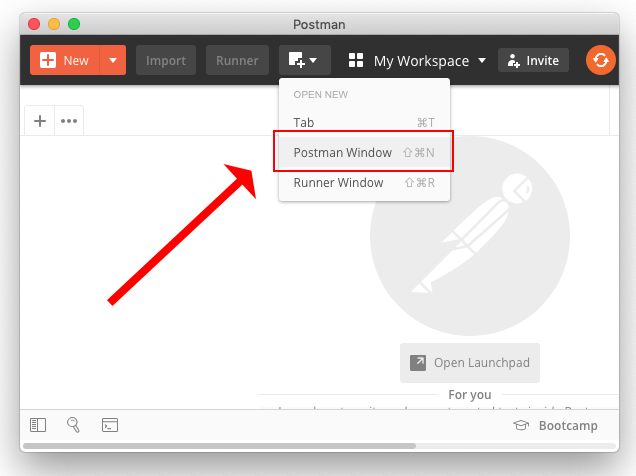 Postman
New
Import
Runner
My Workspace
Invite
OPEN NEW
Tab ⌘T
Postman Window ⇧⌘N
Runner Window ⇧⌘R
Open Launchpad
For you
Bootcamp